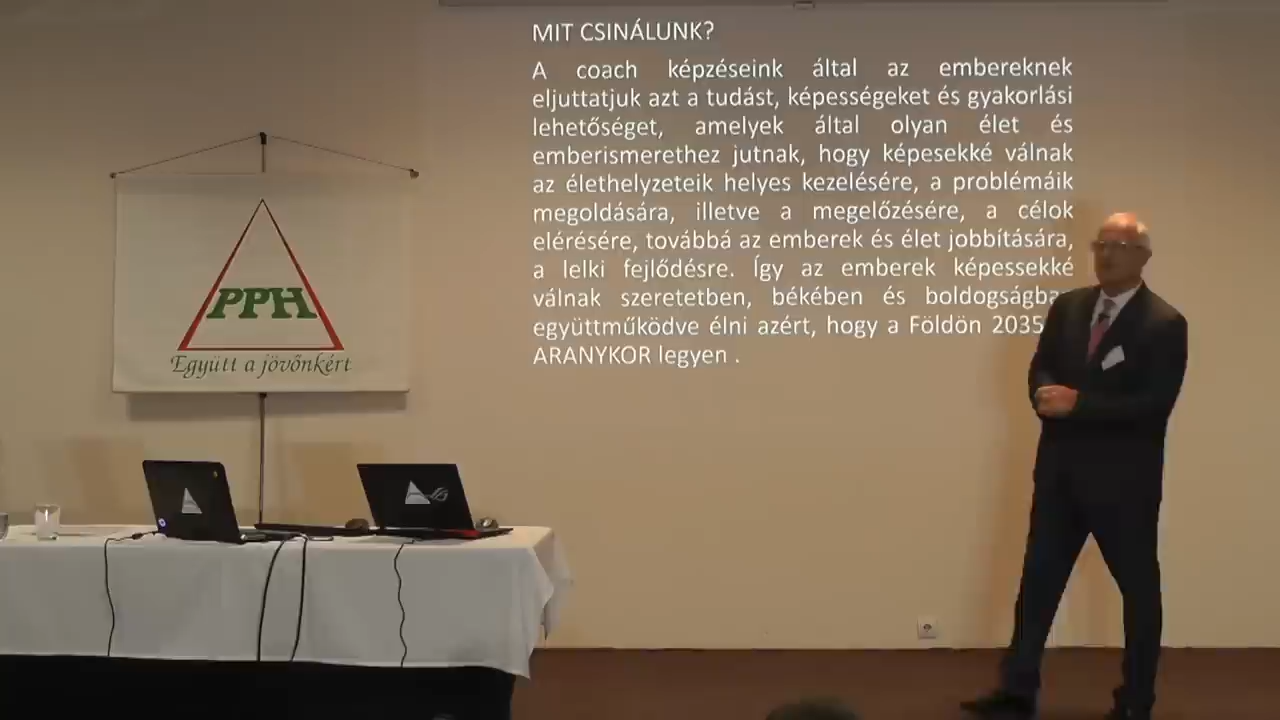 MIT CSINÁLUNK?
A coach képzéseink által az embereknek
eljuttatjuk azt a tudást, képességeket és gyakorlási
lehetőséget, amelyek által olyan élet és
emberismerethez jutnak, hogy képesekké válnak
az élethelyzeteik helyes kezelésére, a problémáik
megoldására, illetve a megelőzésére, a célok
elérésére, továbbá az emberek és élet jobbítására,
a lelki fejlődésre. Így az emberek képessekké
válnak szeretetben, békében és
együttműködve élni azért, hogy a Földön 2035
ARANYKOR legyen .
PPH
Együtt a jövőnkért